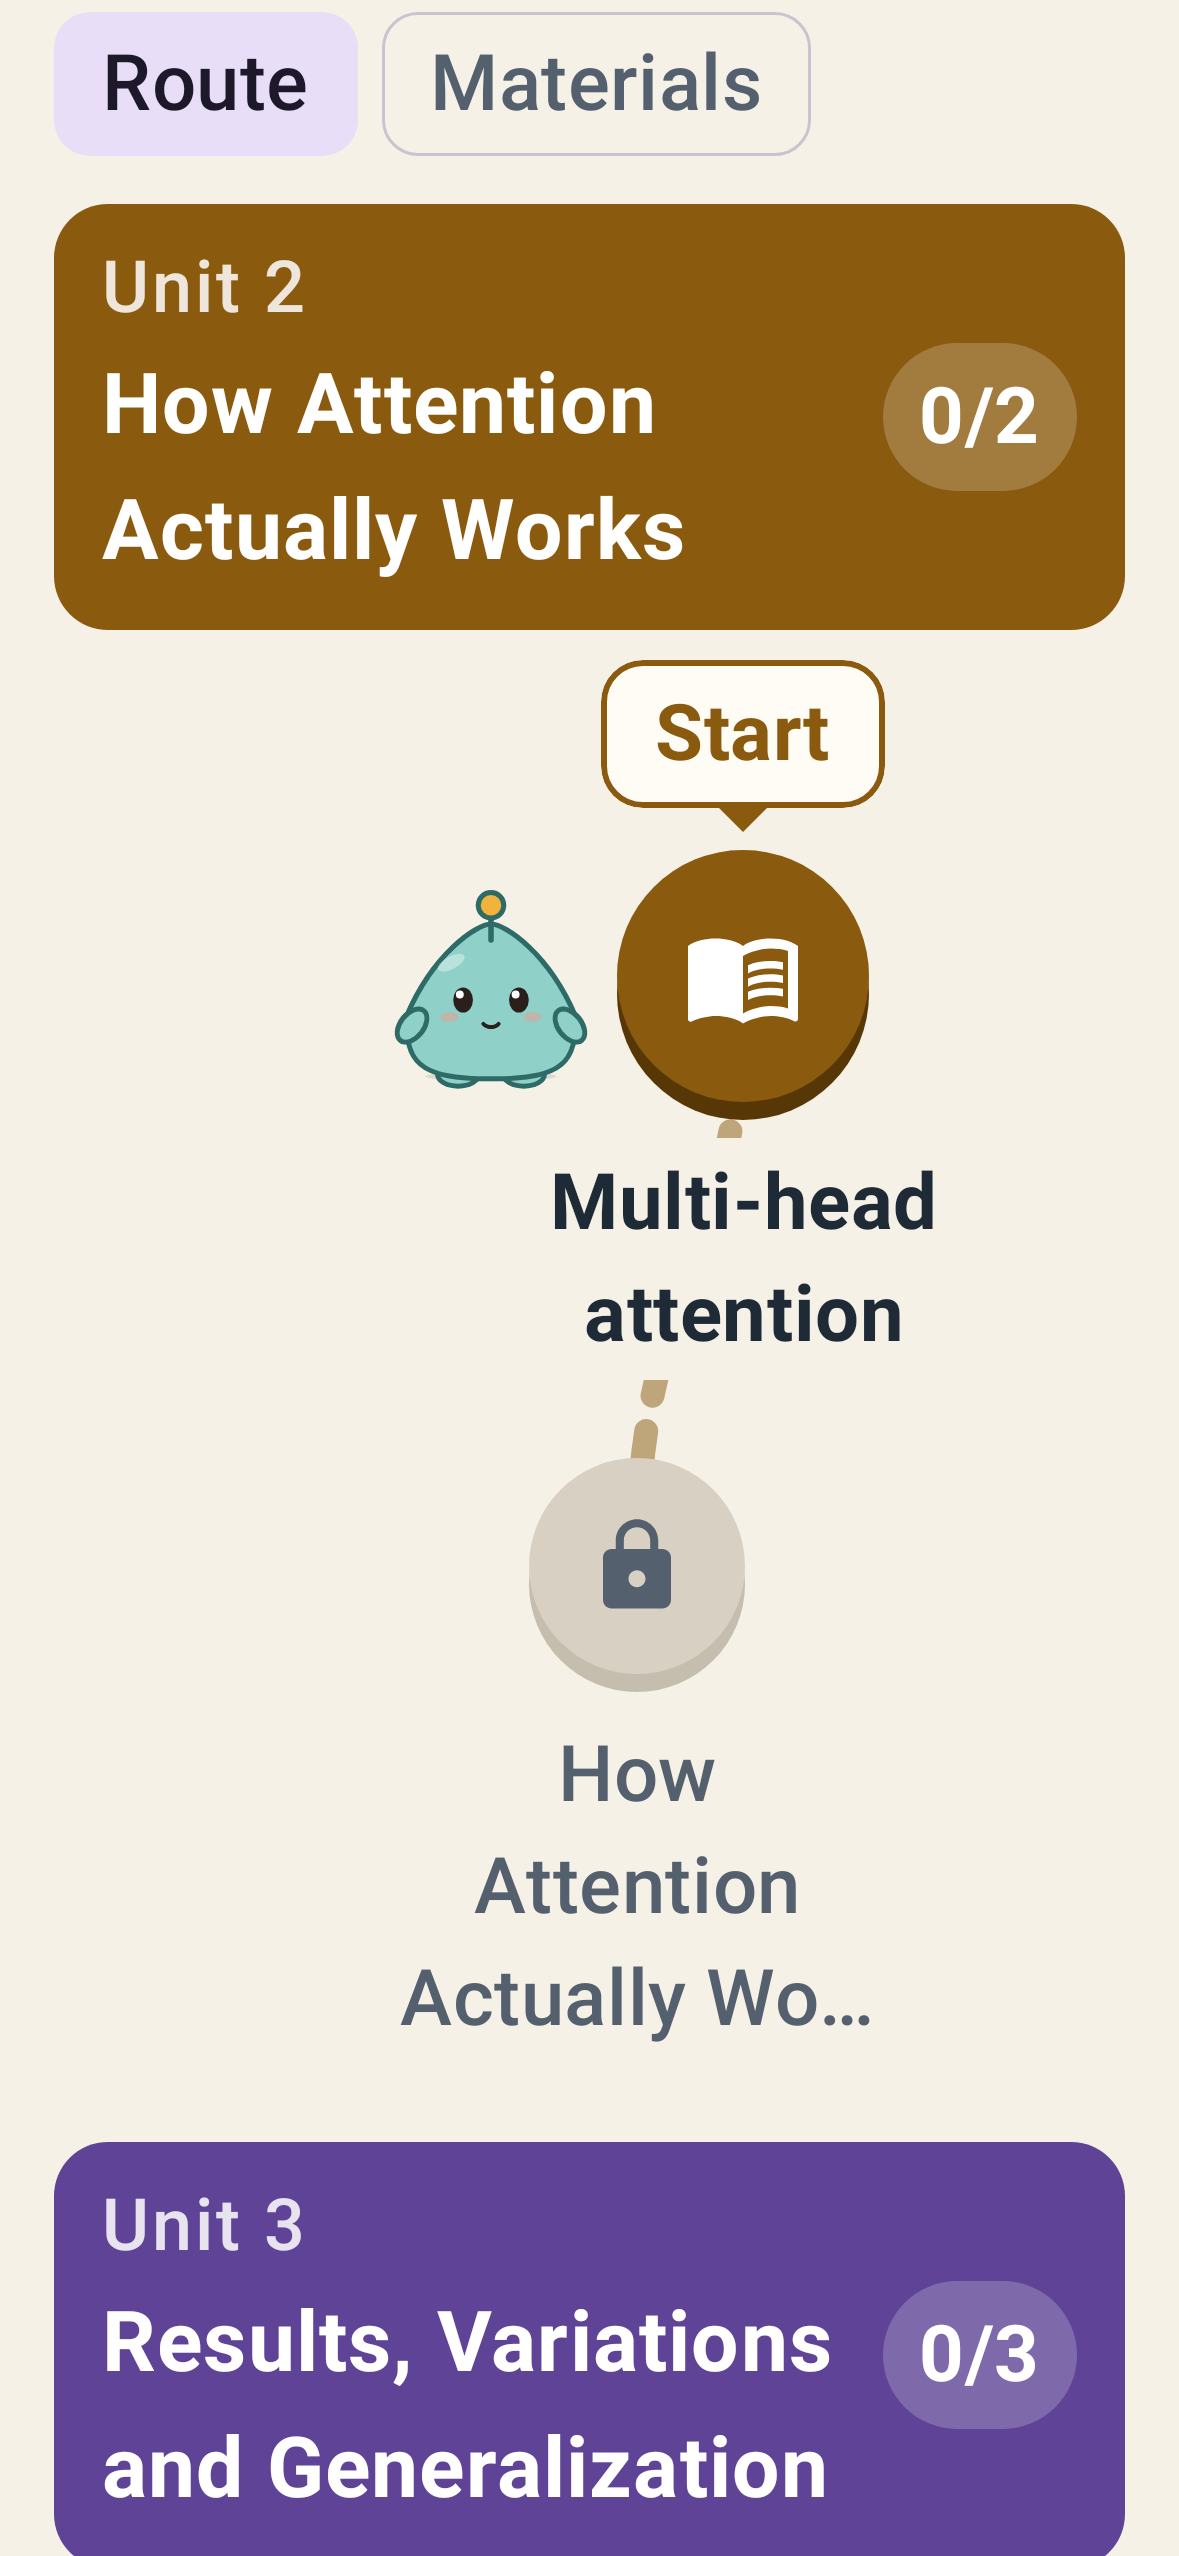 Route
Materials
Unit 2
How Attention
Actually Works
0/2
Start
Multi-head
attention
How
Attention
Actually Wo…
Unit 3
Results, Variations
and Generalization
0/3